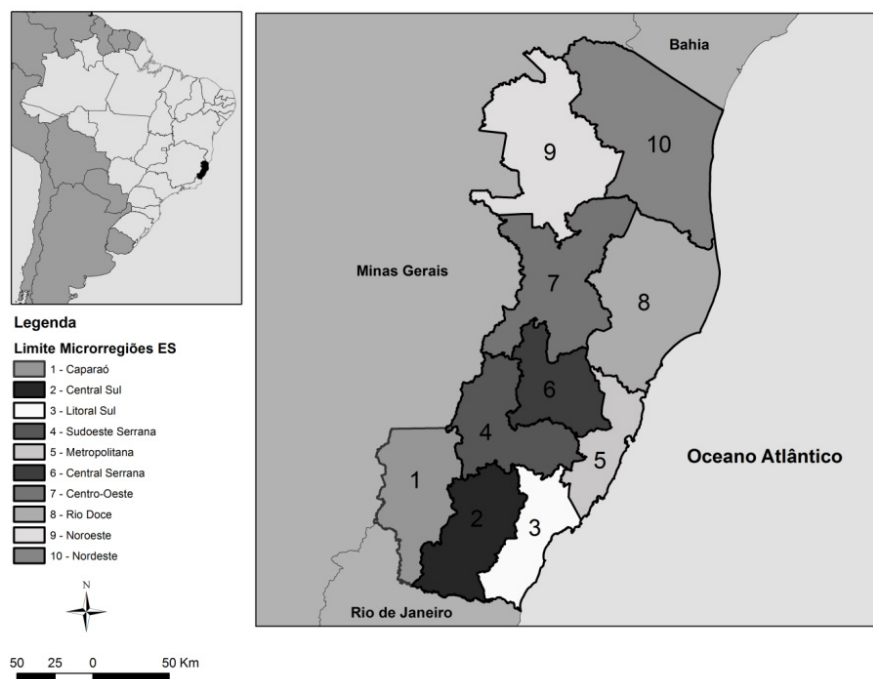 Bahia
9
10
Minas Gerais
7
8
6
4
5
Oceano Atlântico
1
2
3
Rio de Janeiro
Legenda
Limite Microrregiões ES
1 - Caparaó
2 - Central Sul
3 - Litoral Sul
4 - Sudoeste Serrana
5 - Metropolitana
6 - Central Serrana
7 - Centro-Oeste
8 - Rio Doce
9 - Noroeste
10 - Nordeste
N
50 25 0 50 Km